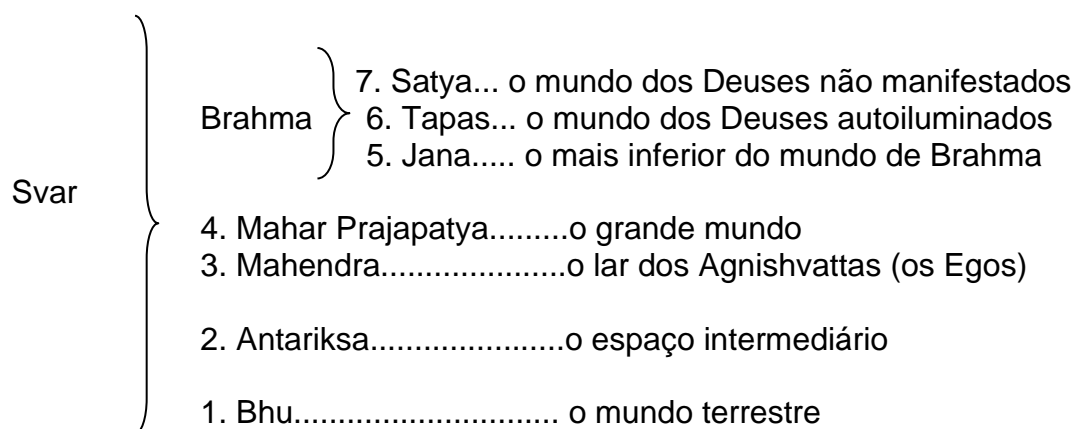 7. Satya... o mundo dos Deuses não manifestados
Brahma 6. Tapas... o mundo dos Deuses autoiluminados
5. Jana..... o mais inferior do mundo de Brahma
Svar
4. Mahar Prajapatya.........o grande mundo
3. Mahendra.....................o lar dos Agnishvattas (os Egos)
2. Antariksa......................o espaço intermediário
1. Bhu.............................. o mundo terrestre